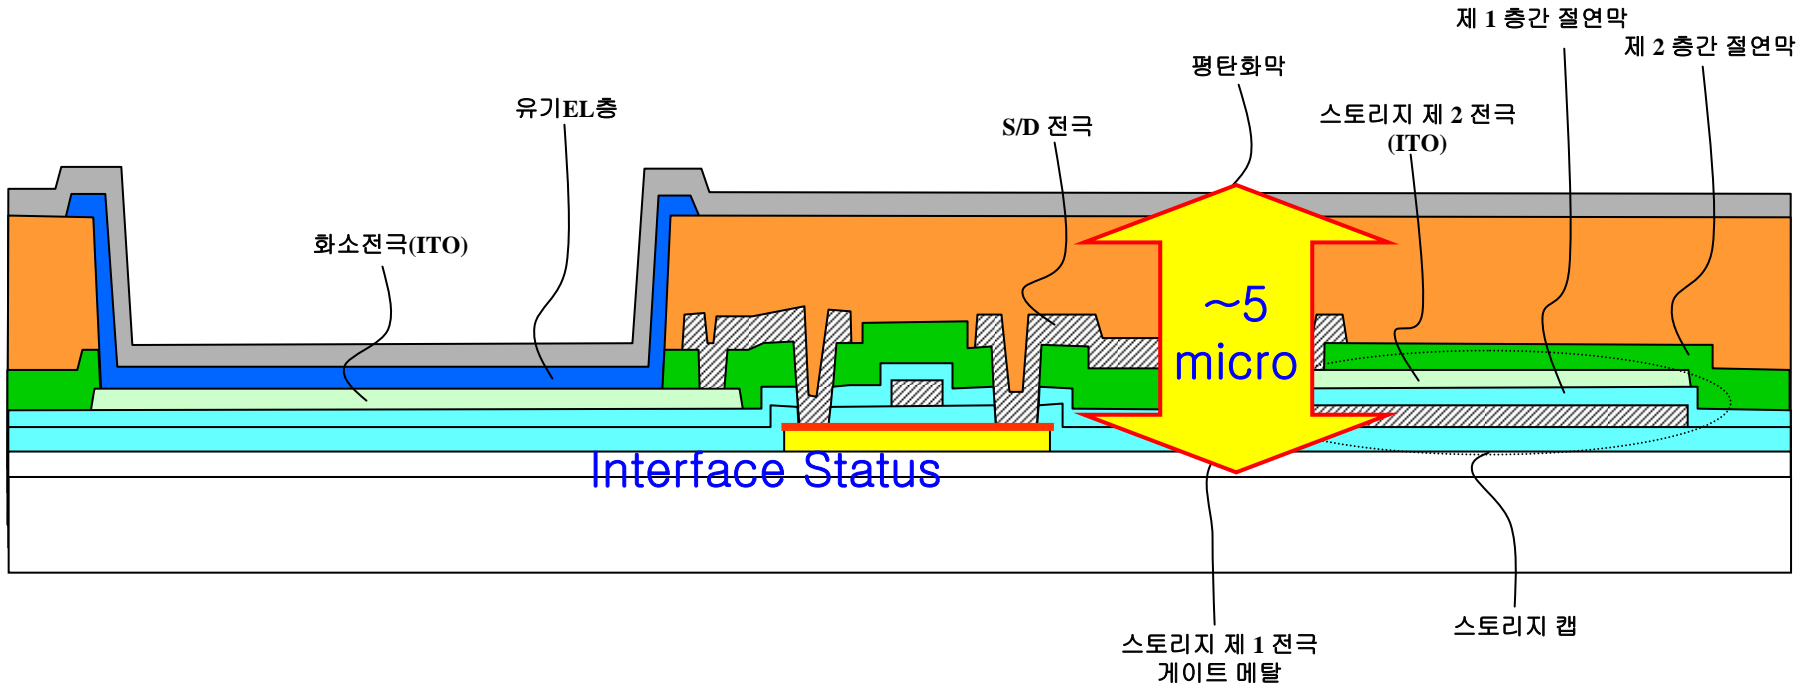 제 1 층간 절연막
제 2 층간 절연막
평탄화막
유기EL층
S/D 전극
스토리지 제 2 전극
(ITO)
화소전극(ITO)
~5
micro
Interface Status
스토리지 제 1 전극
게이트 메탈
스토리지 캡